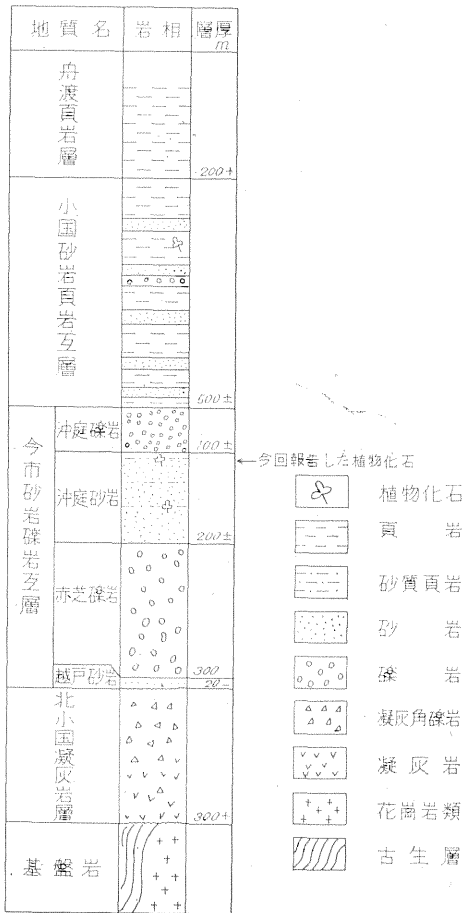 地質名 岩相 層厚 m
舟渡頁岩層 200+
小国砂岩頁岩互層 500±
今市砂岩礫岩互層
沖庭礫岩 100±
←今回報告した植物化石
沖庭砂岩 200±
赤芝礫岩 300
越戸砂岩 20−
北小国凝灰岩層 300+
基盤岩
植物化石
頁岩
砂質頁岩
砂岩
礫岩
凝灰角礫岩
凝灰岩
花崗岩類
古生層